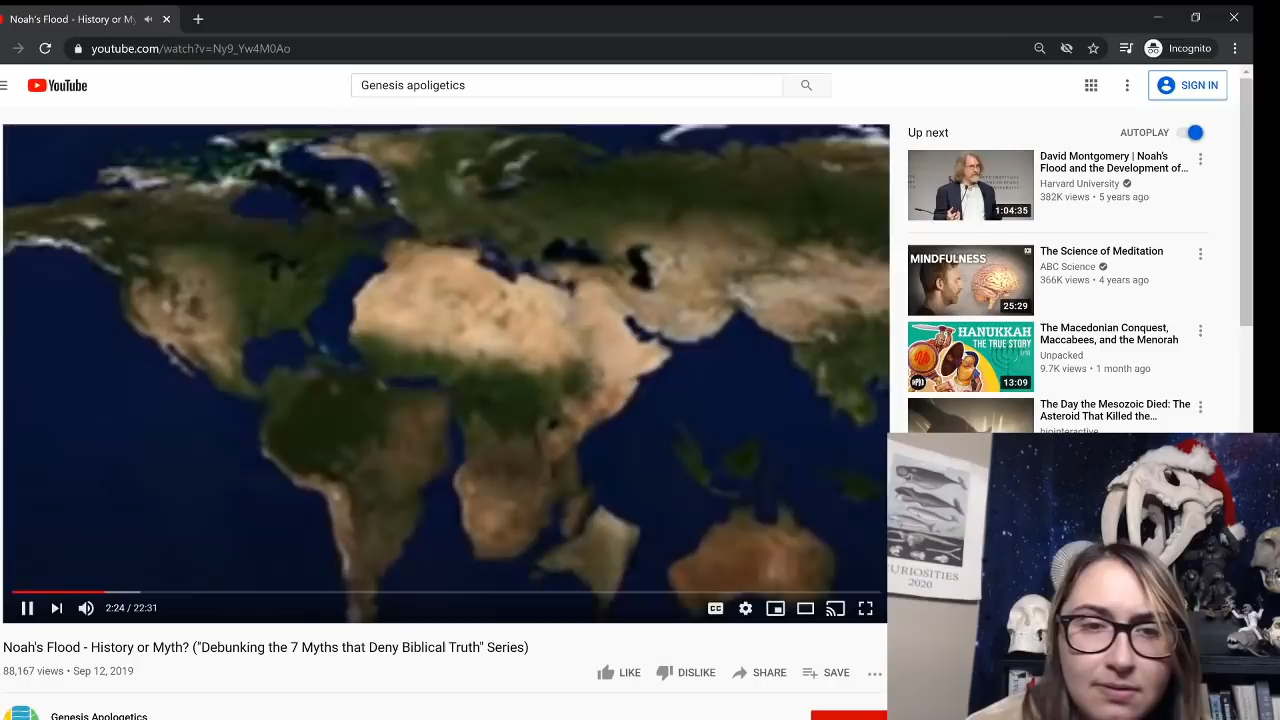 Noah's Flood - History or My
youtube.com/watch?v=Ny9_Yw4M0Ao
Incognito
YouTube
Genesis apoligetics
SIGN IN
Up next
AUTOPLAY
David Montgomery | Noah's
Flood and the Development of...
Harvard University
382K views • 5 years ago
1:04:35
MINDFULNESS
The Science of Meditation
ABC Science
366K views • 4 years ago
25:29
HANUKKAH
THE TRUE STORY
The Macedonian Conquest,
Maccabees, and the Menorah
Unpacked
9.7K views • 1 month ago
13:09
The Day the Mesozoic Died: The
Asteroid That Killed the...
biointeractive
2:24 / 22:31
CC
Noah's Flood - History or Myth? ("Debunking the 7 Myths that Deny Biblical Truth" Series)
88,167 views • Sep 12, 2019
LIKE
DISLIKE
SHARE
SAVE
Genesis Apologetics
CURIOSITIES
2020